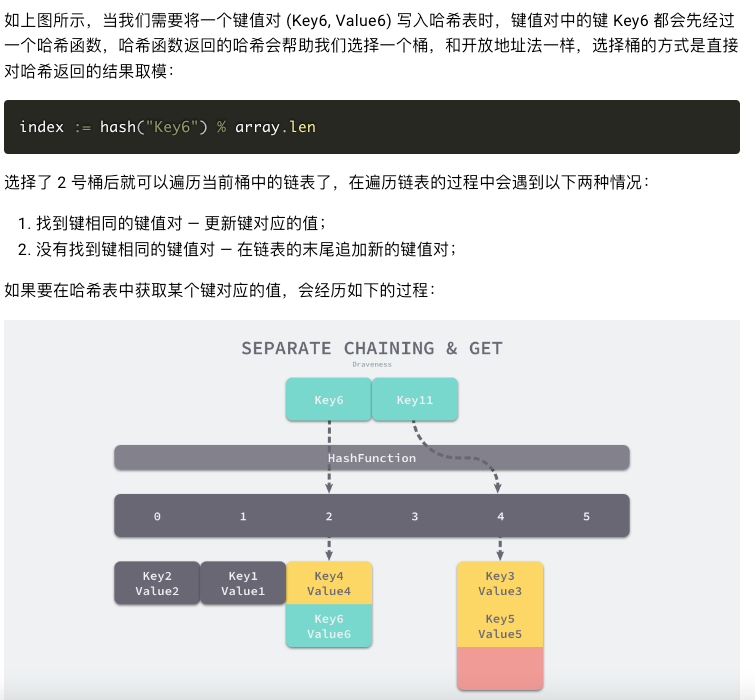 如上图所示，当我们需要将一个键值对 (Key6, Value6) 写入哈希表时，键值对中的键 Key6 都会先经过
一个哈希函数，哈希函数返回的哈希会帮助我们选择一个桶，和开放地址法一样，选择桶的方式是直接
对哈希返回的结果取模：
index := hash("Key6") % array.len
选择了 2 号桶后就可以遍历当前桶中的链表了，在遍历链表的过程中会遇到以下两种情况：
1. 找到键相同的键值对 — 更新键对应的值；
2. 没有找到键相同的键值对 — 在链表的末尾追加新的键值对；
如果要在哈希表中获取某个键对应的值，会经历如下的过程：
SEPARATE CHAINING & GET
Draveness
Key6 Key11
HashFunction
0 1 2 3 4 5
Key2 Key1 Key4 Key3
Value2 Value1 Value4 Value3
Key6 Key5
Value6 Value5